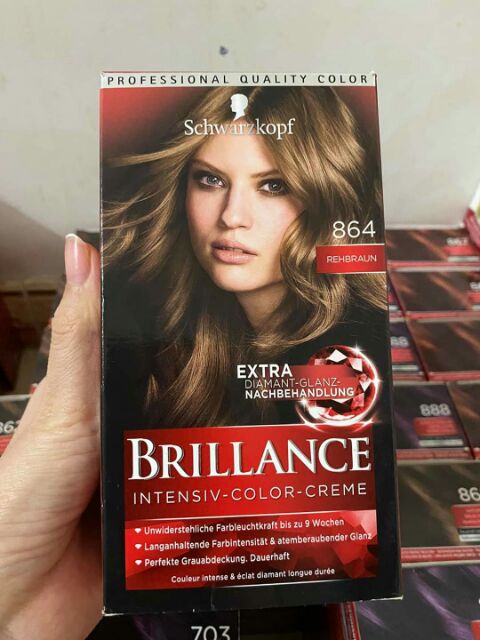 PROFESSIONAL QUALITY COLOR
Schwarzkopf
864
REHBRAUN
EXTRA
DIAMANT-GLANZ-
NACHBEHANDLUNG
BRILLANCE
INTENSIV-COLOR-CREME
Unwiderstehliche Farbleuchtkraft bis zu 9 Wochen
Langanhaltende Farbintensität & atemberaubender Glanz
Perfekte Grauabdeckung. Dauerhaft
Couleur intense & éclat diamant longue durée
862
888
703